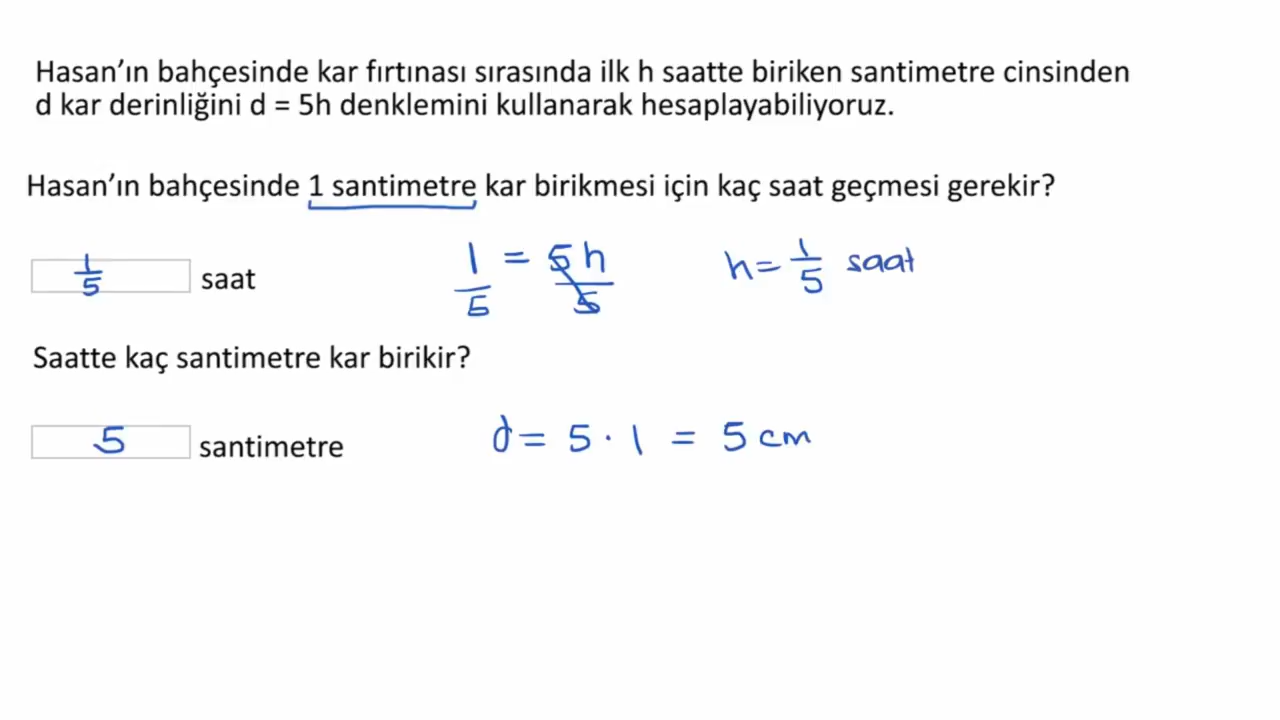 Hasan’ın bahçesinde kar fırtınası sırasında ilk h saatte biriken santimetre cinsinden
d kar derinliğini d = 5h denklemini kullanarak hesaplayabiliyoruz.
Hasan’ın bahçesinde 1 santimetre kar birikmesi için kaç saat geçmesi gerekir?
1/5 saat
1/5 = 5h/5
h = 1/5 saat
Saatte kaç santimetre kar birikir?
5 santimetre
d = 5 · 1 = 5 cm